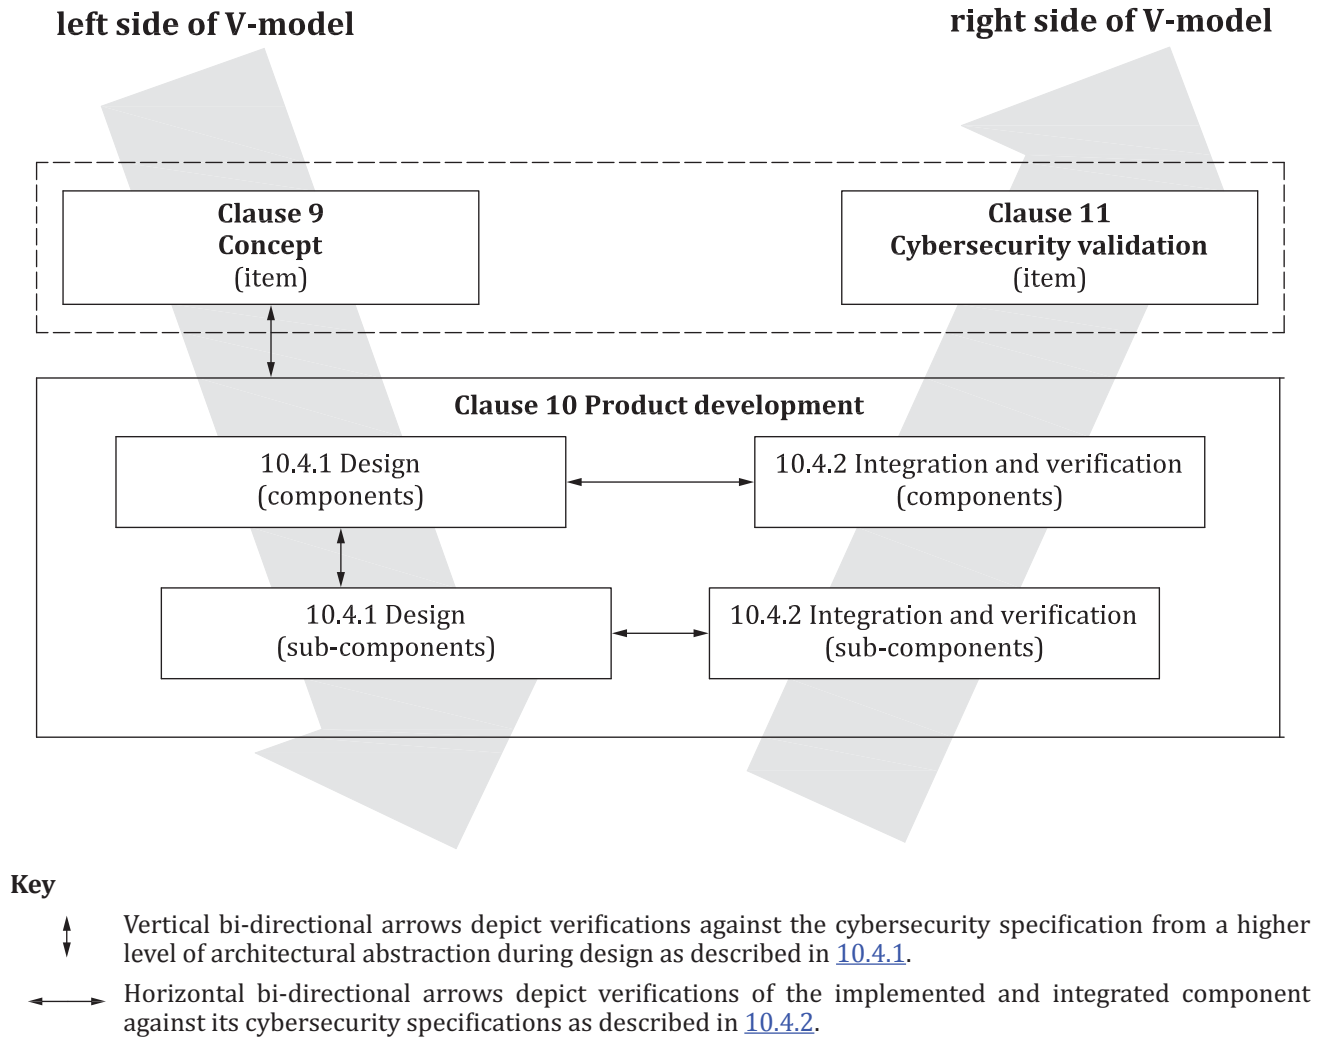 left side of V-model
right side of V-model
Clause 9
Concept
(item)
Clause 11
Cybersecurity validation
(item)
Clause 10 Product development
10.4.1 Design
(components)
10.4.2 Integration and verification
(components)
10.4.1 Design
(sub-components)
10.4.2 Integration and verification
(sub-components)
Key
Vertical bi-directional arrows depict verifications against the cybersecurity specification from a higher
level of architectural abstraction during design as described in 10.4.1.
Horizontal bi-directional arrows depict verifications of the implemented and integrated component
against its cybersecurity specifications as described in 10.4.2.